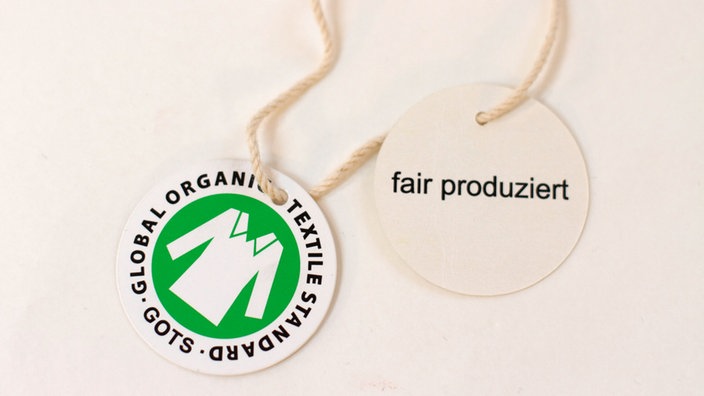 GLOBAL ORGANIC TEXTILE STANDARD · GOTS ·
fair produziert